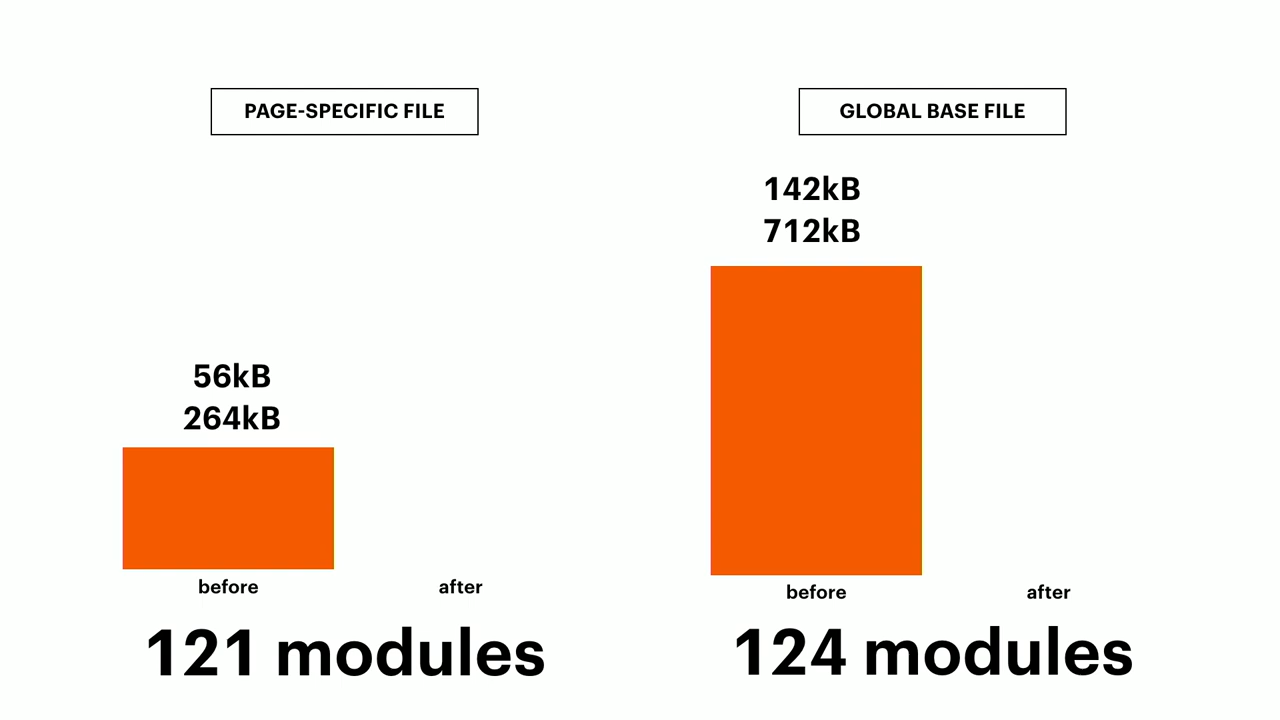 PAGE-SPECIFIC FILE
56kB
264kB
before
after
121 modules
GLOBAL BASE FILE
142kB
712kB
before
after
124 modules